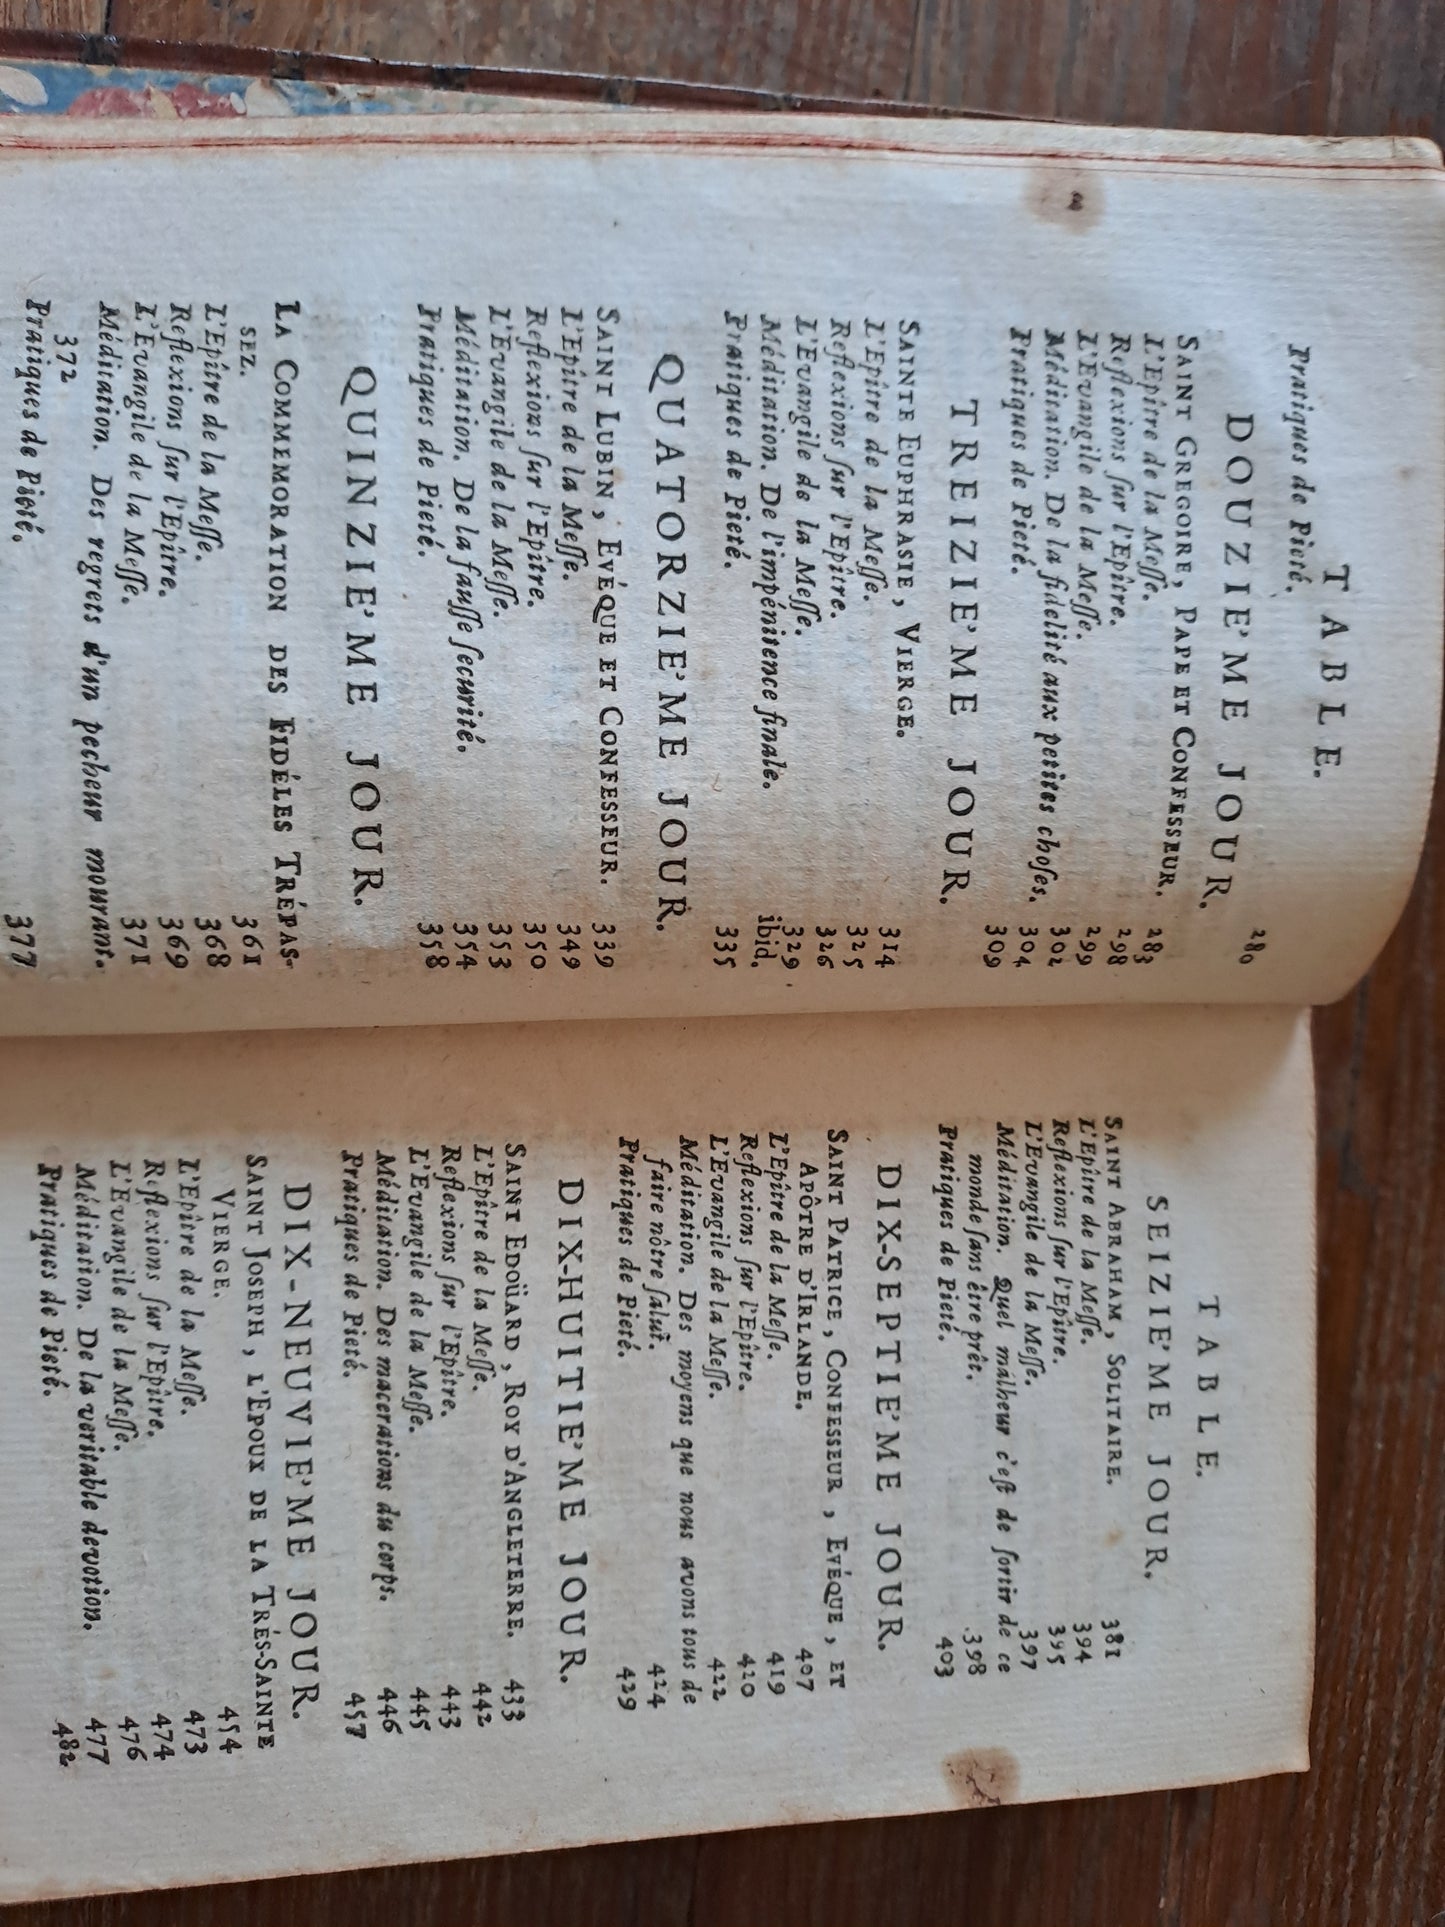 TABLE.
Pratiques de Pieté. 280
DOUZIE'ME JOUR.
SAINT GREGOIRE, PAPE ET CONFESSEUR. 283
L'Epître de la Messe. 298
Reflexions sur l'Epître. 299
L'Evangile de la Messe. 302
Méditation. De la fidelité aux petites choses. 304
Pratiques de Pieté. 309
TREIZIE'ME JOUR.
SAINTE EUPHRASIE, VIERGE. 314
L'Epître de la Messe. 325
Reflexions sur l'Epître. 326
L'Evangile de la Messe. 329
Méditation. De l'impénitence finale. ibid.
Pratiques de Pieté. 335
QUATORZIE'ME JOUR.
SAINT LUBIN, EVÉQUE ET CONFESSEUR. 339
L'Epître de la Messe. 349
Reflexions sur l'Epître. 350
L'Evangile de la Messe. 353
Méditation. De la fausse securité. 354
Pratiques de Pieté. 358
QUINZIE'ME JOUR.
LA COMMEMORATION DES FIDÉLES TRÉPAS-
SEZ. 361
L'Epître de la Messe. 368
Reflexions sur l'Epître. 369
L'Evangile de la Messe. 371
Méditation. Des regrets d'un pecheur mourant.
372
Pratiques de Pieté. 377
TABLE.
SEIZIE'ME JOUR.
SAINT ABRAHAM, SOLITAIRE. 381
L'Epître de la Messe. 394
Reflexions sur l'Epître. 395
L'Evangile de la Messe. 397
Méditation. Quel malheur c'est de sortir de ce
monde sans être prêt. 398
Pratiques de Pieté. 403
DIX-SEPTIE'ME JOUR.
SAINT PATRICE, CONFESSEUR, EVÉQUE, ET
APÔTRE D'IRLANDE. 407
L'Epître de la Messe. 419
Reflexions sur l'Epître. 420
L'Evangile de la Messe. 422
Méditation. Des moyens que nous avons tous de
faire nôtre salut. 424
Pratiques de Pieté. 429
DIX-HUITIE'ME JOUR.
SAINT EDOÜARD, ROY D'ANGLETERRE. 433
L'Epître de la Messe. 442
Reflexions sur l'Epître. 443
L'Evangile de la Messe. 445
Méditation. Des macerations du corps. 446
Pratiques de Pieté. 457
DIX-NEUVIE'ME JOUR.
SAINT JOSEPH, L'EPOUX DE LA TRÉS-SAINTE
VIERGE. 454
L'Epître de la Messe. 473
Reflexions sur l'Epître. 474
L'Evangile de la Messe. 476
Méditation. De la veritable devotion. 477
Pratiques de Pieté. 482